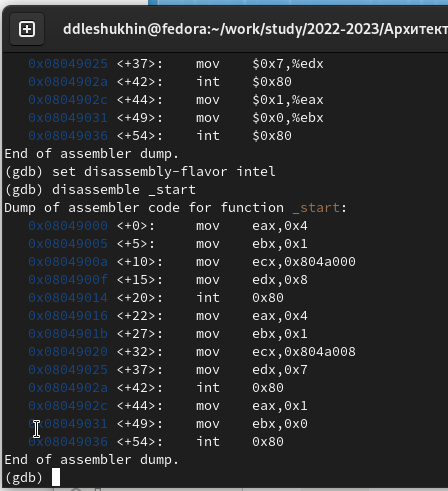 ddleshukhin@fedora:~/work/study/2022-2023/Архитект
0x08049025 <+37>: mov $0x7,%edx
0x0804902a <+42>: int $0x80
0x0804902c <+44>: mov $0x1,%eax
0x08049031 <+49>: mov $0x0,%ebx
0x08049036 <+54>: int $0x80
End of assembler dump.
(gdb) set disassembly-flavor intel
(gdb) disassemble _start
Dump of assembler code for function _start:
0x08049000 <+0>: mov eax,0x4
0x08049005 <+5>: mov ebx,0x1
0x0804900a <+10>: mov ecx,0x804a000
0x0804900f <+15>: mov edx,0x8
0x08049014 <+20>: int 0x80
0x08049016 <+22>: mov eax,0x4
0x0804901b <+27>: mov ebx,0x1
0x08049020 <+32>: mov ecx,0x804a008
0x08049025 <+37>: mov edx,0x7
0x0804902a <+42>: int 0x80
0x0804902c <+44>: mov eax,0x1
0x08049031 <+49>: mov ebx,0x0
0x08049036 <+54>: int 0x80
End of assembler dump.
(gdb)